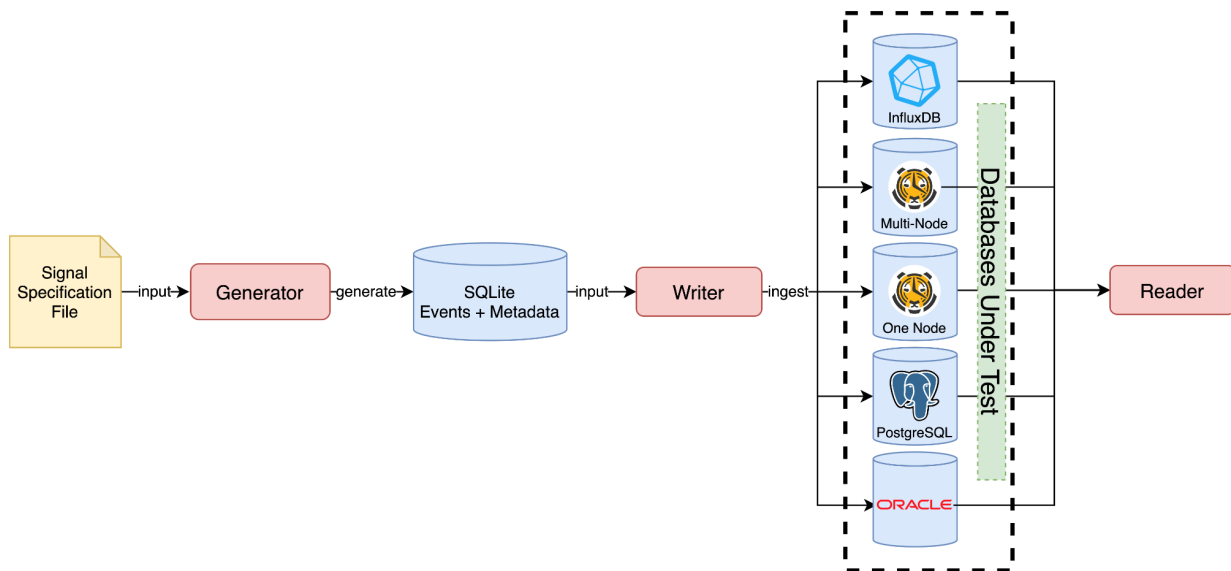 Signal
Specification
File
input
Generator
generate
SQLite
Events + Metadata
input
Writer
ingest
InfluxDB
Multi-Node
One Node
PostgreSQL
ORACLE
Databases Under Test
Reader